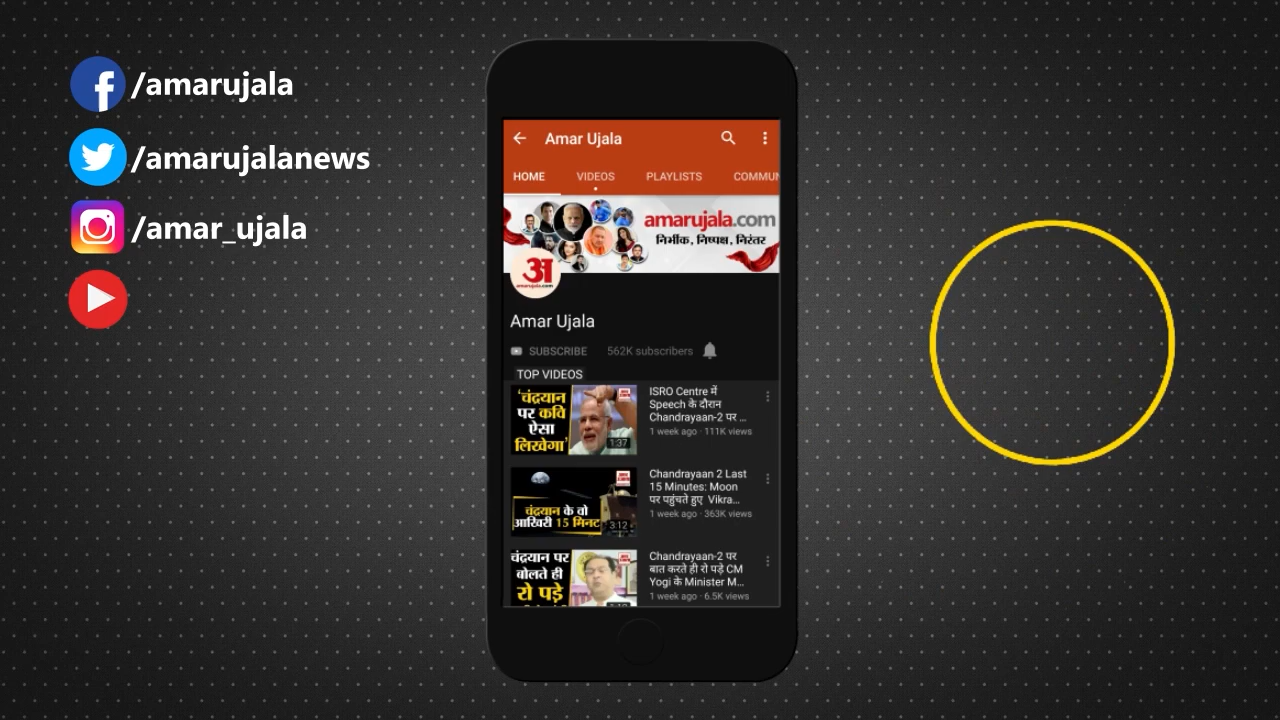 /amarujala
/amarujalanews
/amar_ujala
Amar Ujala
HOME VIDEOS PLAYLISTS COMMUN
amarujala.com
निर्भीक, निष्पक्ष, निरंतर
अ
amarujala.com
Amar Ujala
SUBSCRIBE 562K subscribers
TOP VIDEOS
'चंद्रयान
पर कवि
ऐसा
लिखेगा'
1:37
ISRO Centre में
Speech के दौरान
Chandrayaan-2 पर ...
1 week ago · 111K views
चंद्रयान के वो
आखिरी 15 मिनट
3:12
Chandrayaan 2 Last
15 Minutes: Moon
पर पहुंचते हुए Vikra...
1 week ago · 363K views
चंद्रयान पर
बोलते ही
रो पड़े
Chandrayaan-2 पर
बात करते ही रो पड़े CM
Yogi के Minister M...
1 week ago · 6.5K views